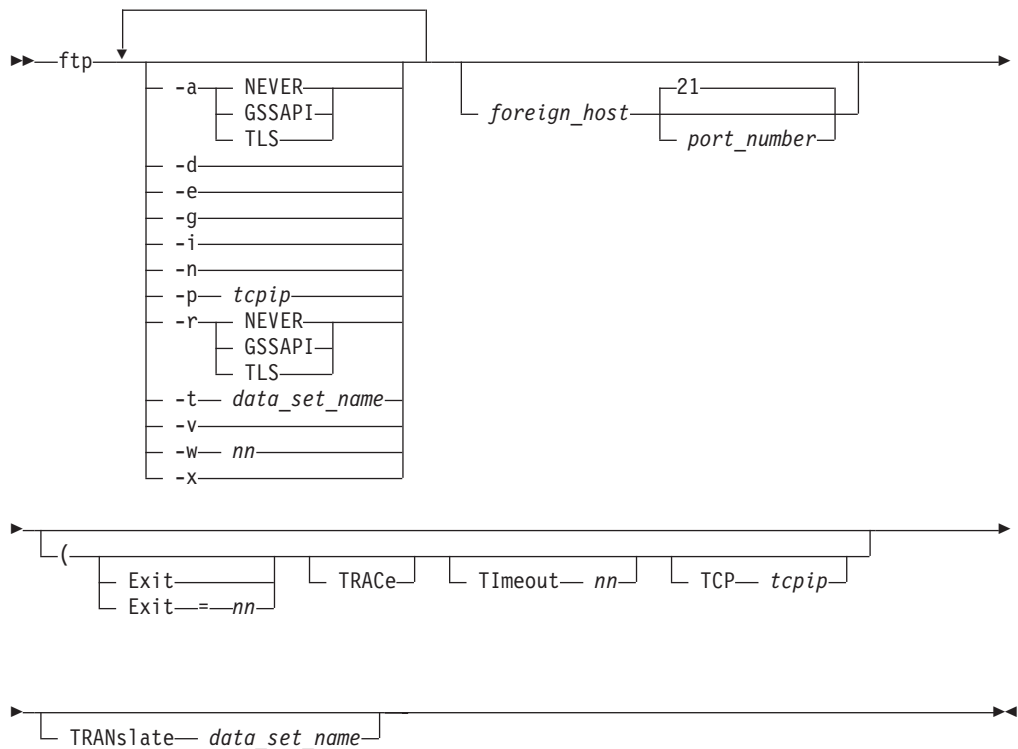 ftp
-a NEVER
GSSAPI
TLS
-d
-e
-g
-i
-n
-p tcpip
-r NEVER
GSSAPI
TLS
-t data_set_name
-v
-w nn
-x
21
foreign_host
port_number
(
Exit
Exit = nn
TRACe
TImeout nn
TCP tcpip
TRANslate data_set_name